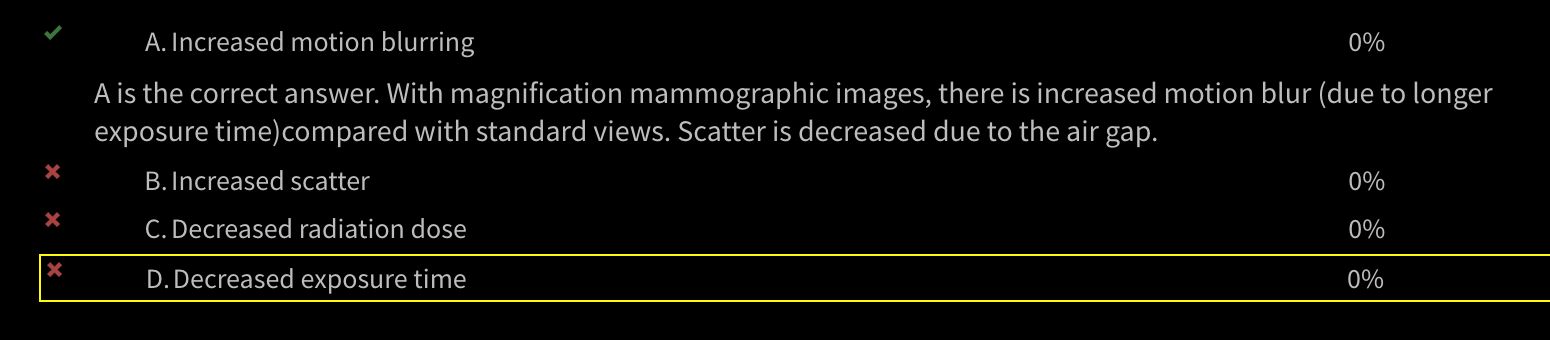 A. Increased motion blurring 0%
A is the correct answer. With magnification mammographic images, there is increased motion blur (due to longer
exposure time)compared with standard views. Scatter is decreased due to the air gap.
B. Increased scatter 0%
C. Decreased radiation dose 0%
D. Decreased exposure time 0%